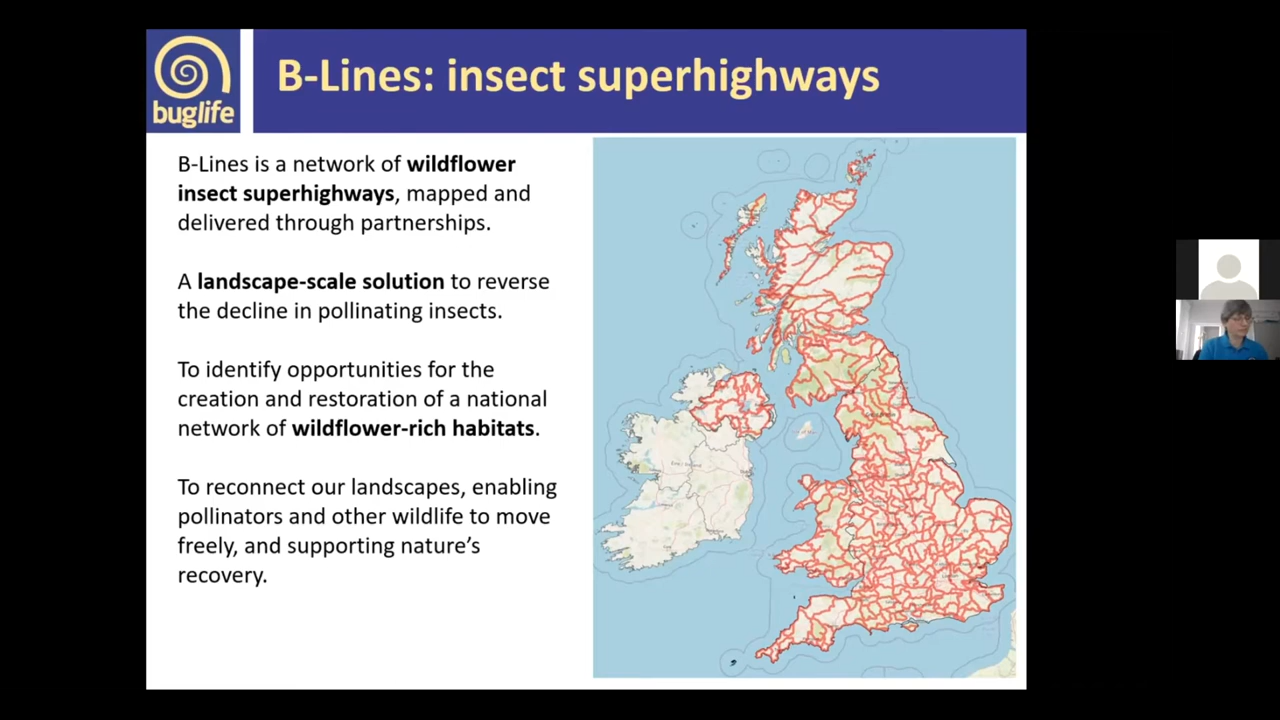 buglife
B-Lines: insect superhighways
B-Lines is a network of wildflower
insect superhighways, mapped and
delivered through partnerships.
A landscape-scale solution to reverse
the decline in pollinating insects.
To identify opportunities for the
creation and restoration of a national
network of wildflower-rich habitats.
To reconnect our landscapes, enabling
pollinators and other wildlife to move
freely, and supporting nature's
recovery.